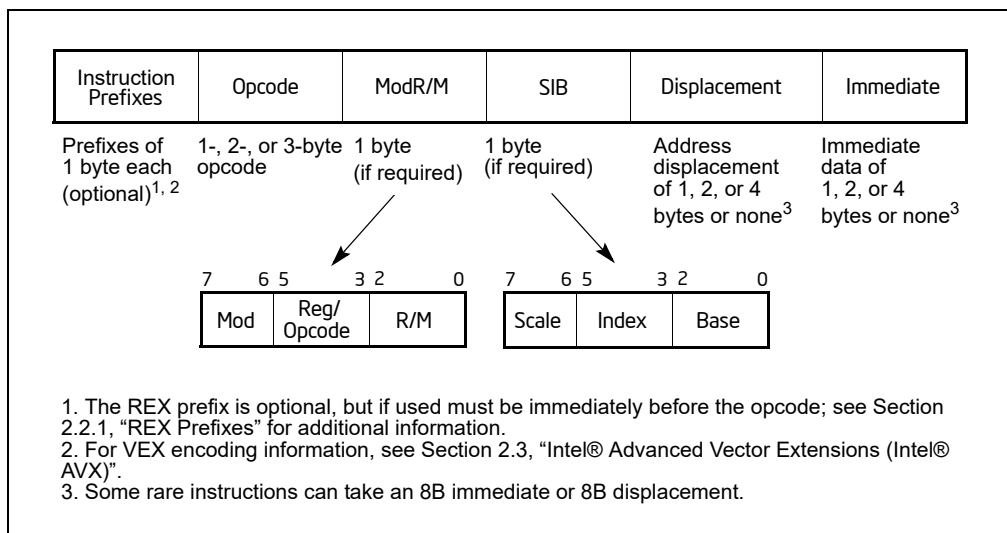 Instruction Prefixes
Opcode
ModR/M
SIB
Displacement
Immediate
Prefixes of
1 byte each
(optional)1, 2
1-, 2-, or 3-byte
opcode
1 byte
(if required)
1 byte
(if required)
Address
displacement
of 1, 2, or 4
bytes or none3
Immediate
data of
1, 2, or 4
bytes or none3
7 6 5 3 2 0
Mod
Reg/
Opcode
R/M
7 6 5 3 2 0
Scale
Index
Base
1. The REX prefix is optional, but if used must be immediately before the opcode; see Section
2.2.1, “REX Prefixes” for additional information.
2. For VEX encoding information, see Section 2.3, “Intel® Advanced Vector Extensions (Intel®
AVX)”.
3. Some rare instructions can take an 8B immediate or 8B displacement.